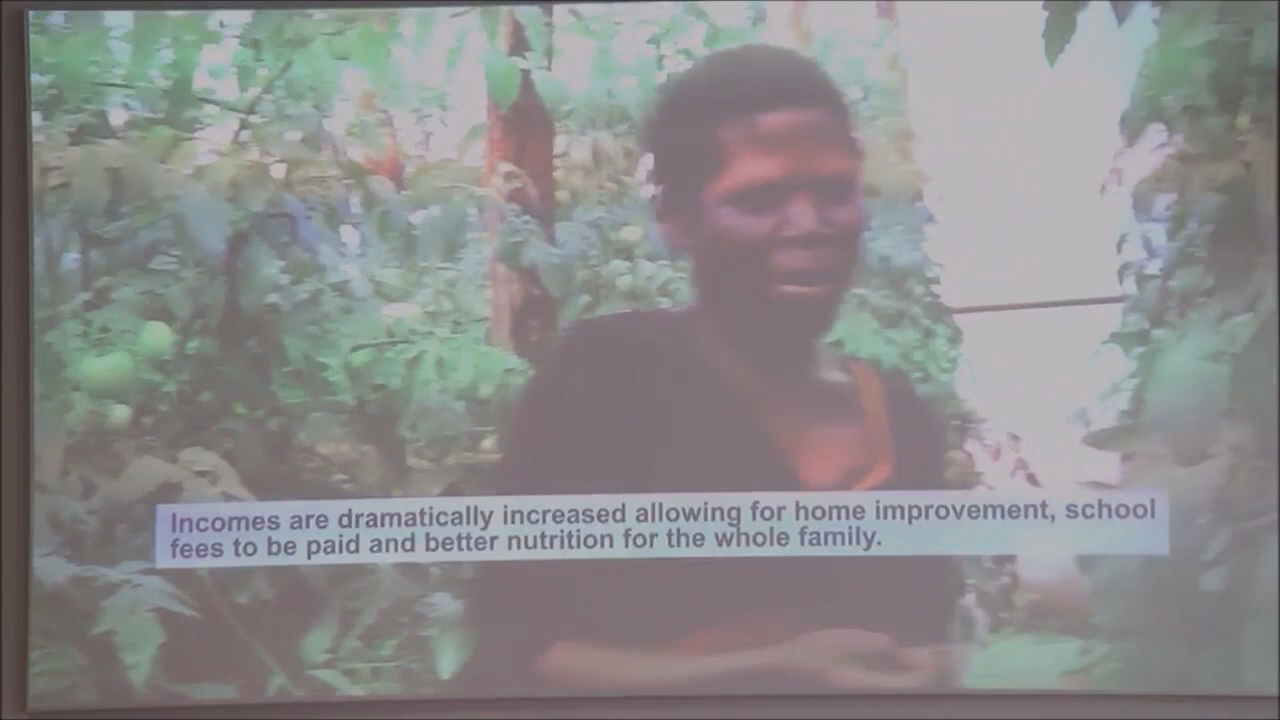 Incomes are dramatically increased allowing for home improvement, school
fees to be paid and better nutrition for the whole family.